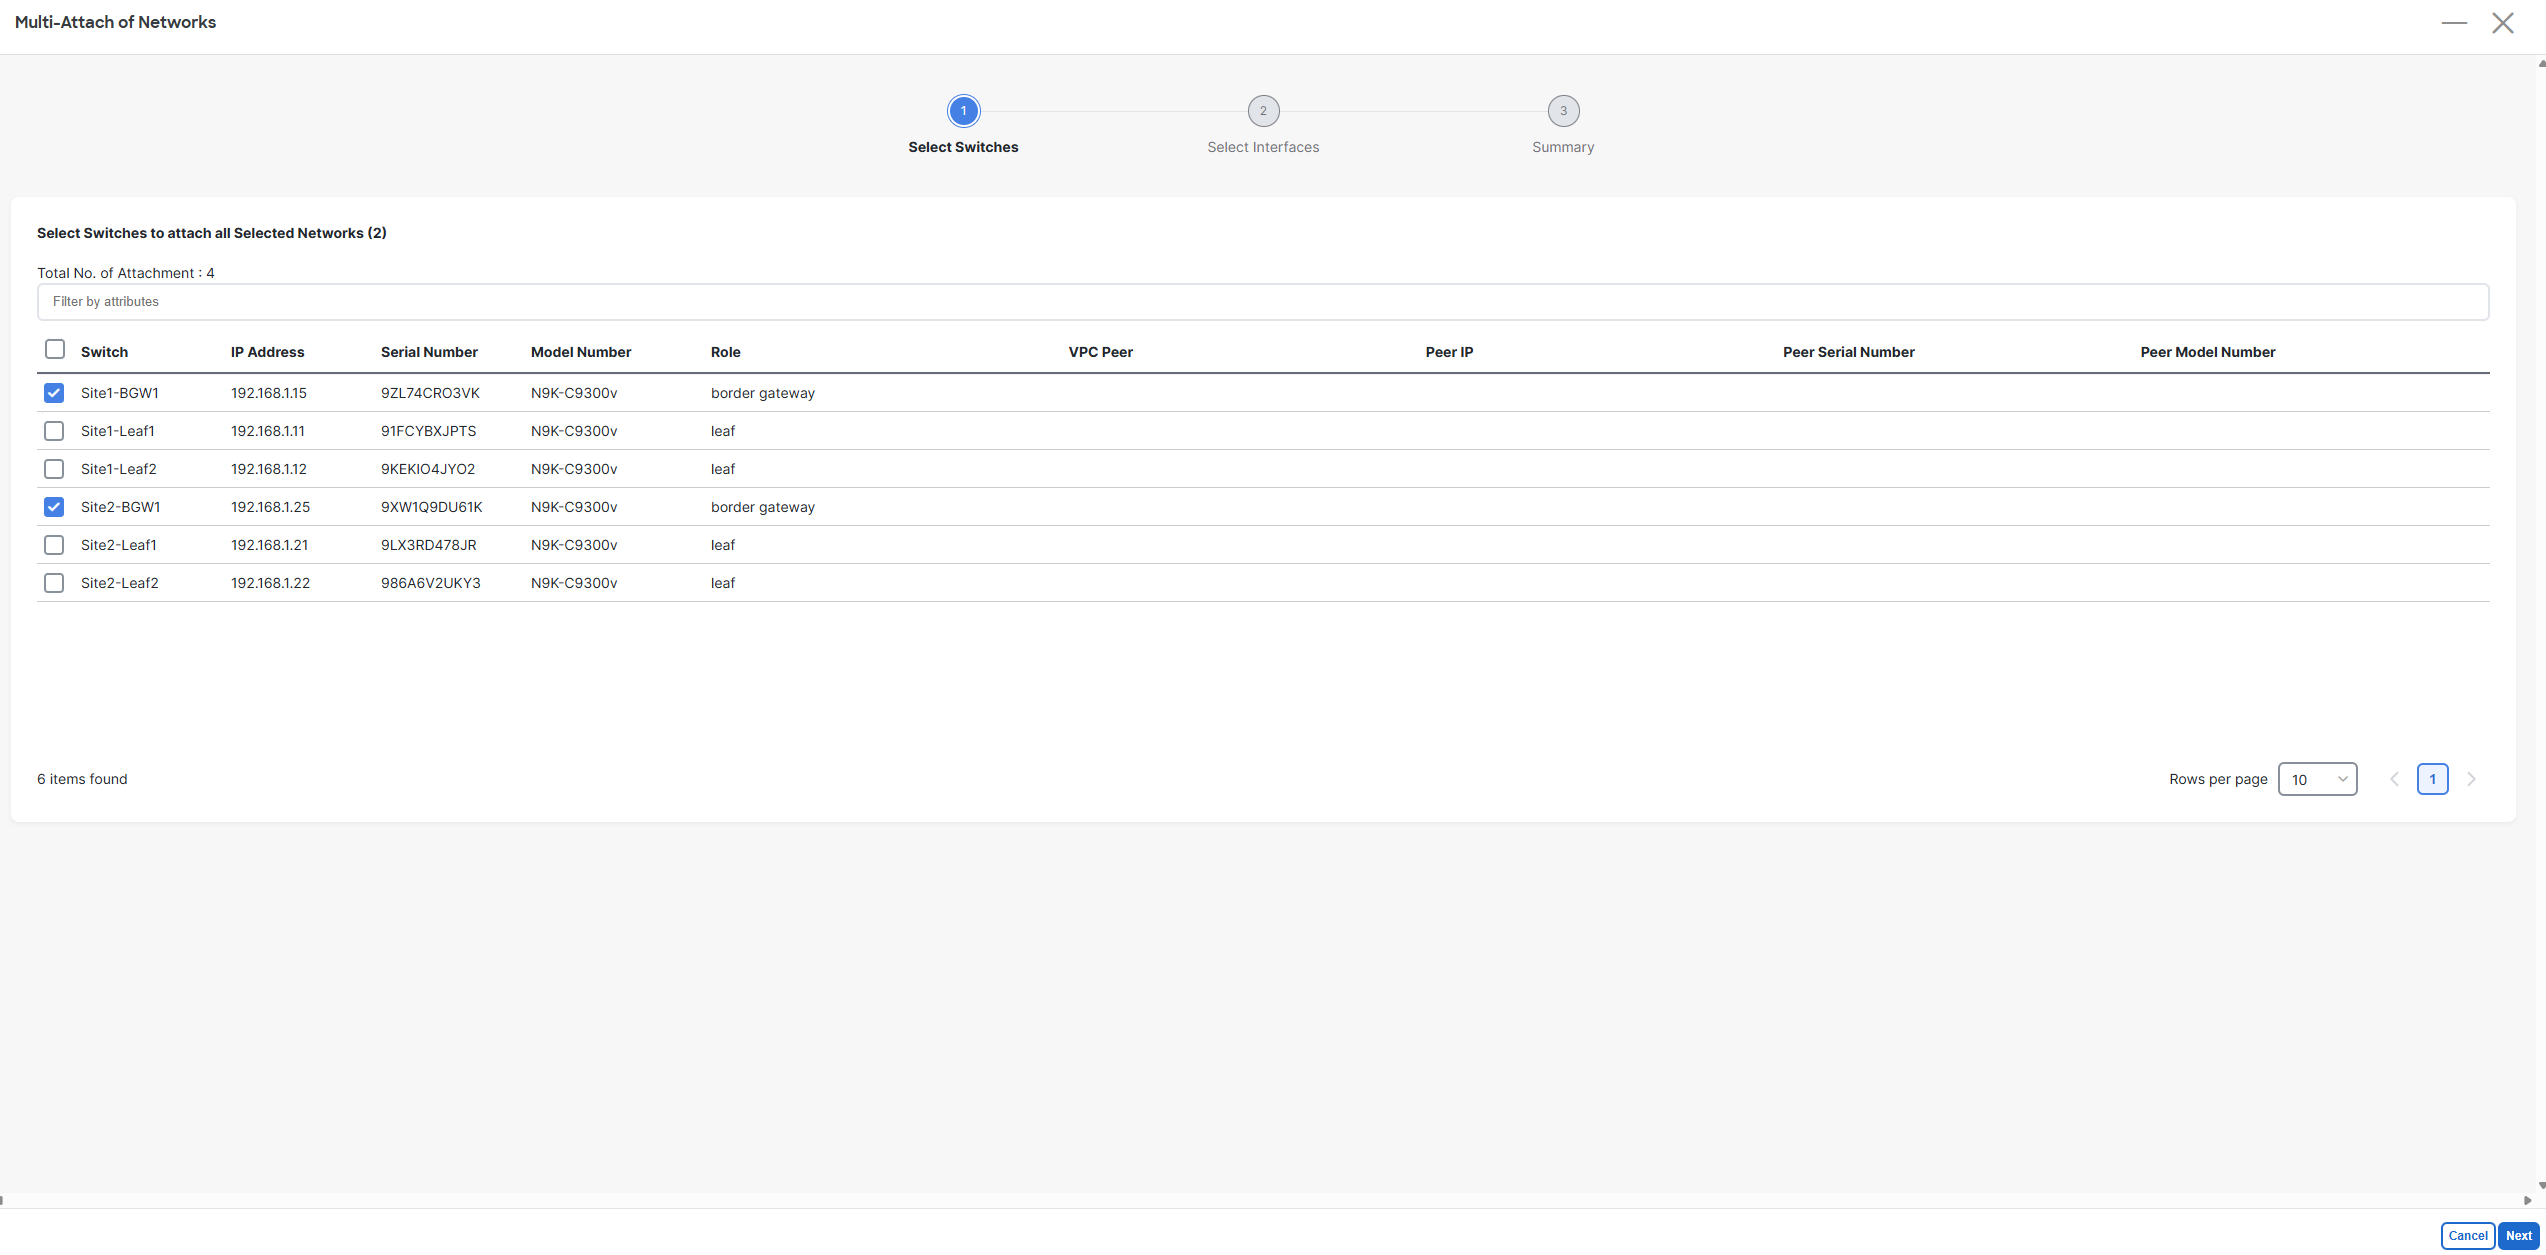 Multi-Attach of Networks
1 2 3
Select Switches Select Interfaces Summary
Select Switches to attach all Selected Networks (2)
Total No. of Attachment : 4
Filter by attributes
Switch IP Address Serial Number Model Number Role VPC Peer Peer IP Peer Serial Number Peer Model Number
Site1-BGW1 192.168.1.15 9ZL74CRO3VK N9K-C9300v border gateway
Site1-Leaf1 192.168.1.11 91FCYBXJPTS N9K-C9300v leaf
Site1-Leaf2 192.168.1.12 9KEKIO4JYO2 N9K-C9300v leaf
Site2-BGW1 192.168.1.25 9XW1Q9DU61K N9K-C9300v border gateway
Site2-Leaf1 192.168.1.21 9LX3RD478JR N9K-C9300v leaf
Site2-Leaf2 192.168.1.22 986A6V2UKY3 N9K-C9300v leaf
6 items found Rows per page 10 1
Cancel Next